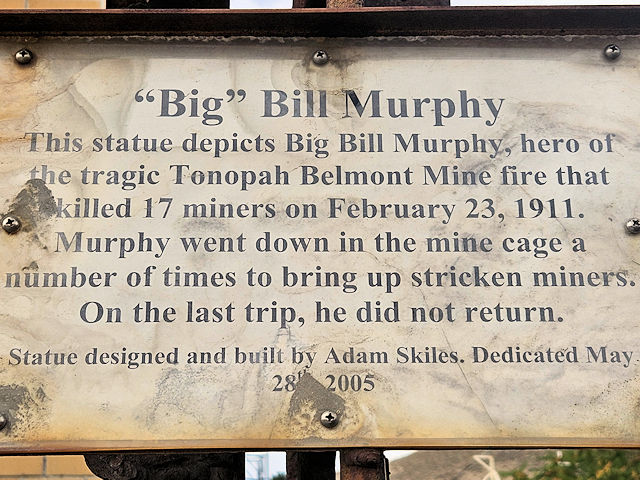 “Big” Bill Murphy
This statue depicts Big Bill Murphy, hero of
the tragic Tonopah Belmont Mine fire that
killed 17 miners on February 23, 1911.
Murphy went down in the mine cage a
number of times to bring up stricken miners.
On the last trip, he did not return.
Statue designed and built by Adam Skiles. Dedicated May
28th, 2005